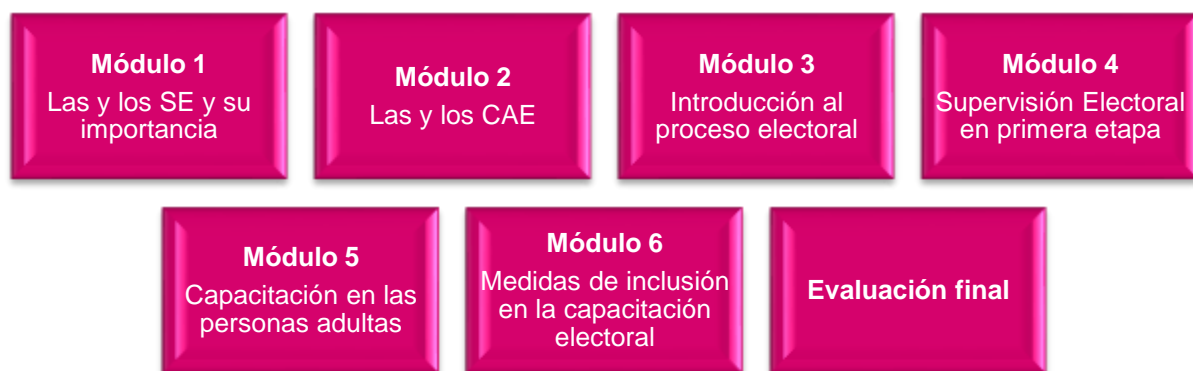 Módulo 1
Las y los SE y su
importancia
Módulo 2
Las y los CAE
Módulo 3
Introducción al
proceso electoral
Módulo 4
Supervisión Electoral
en primera etapa
Módulo 5
Capacitación en las
personas adultas
Módulo 6
Medidas de inclusión
en la capacitación
electoral
Evaluación final